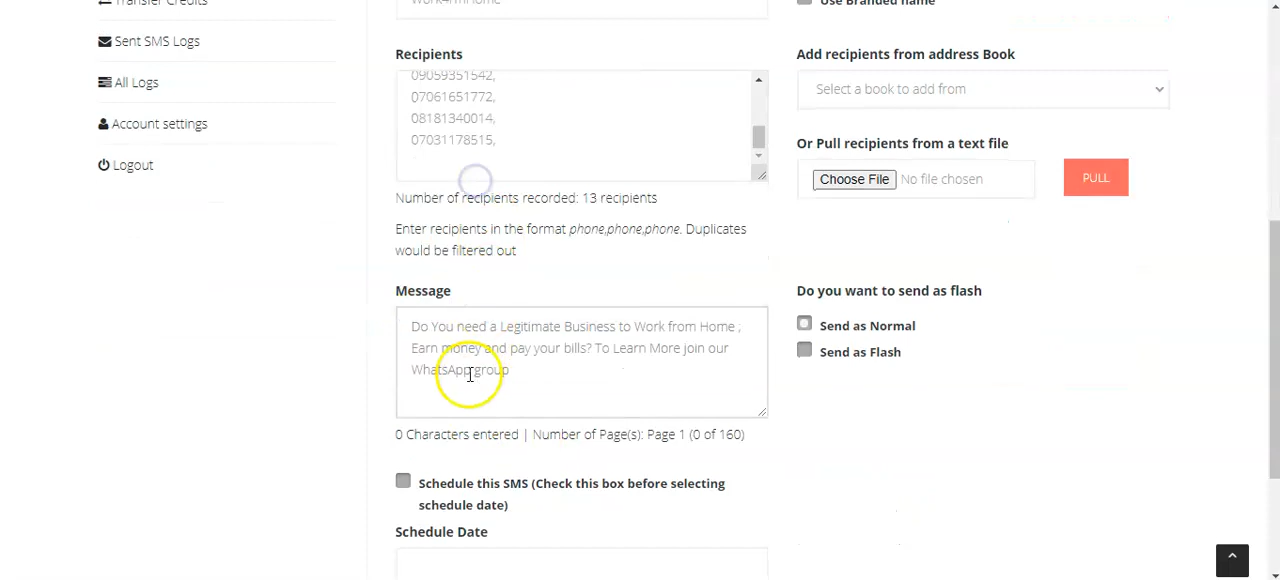 Transfer Credits
Sent SMS Logs
All Logs
Account settings
Logout
Work4rmHome
Use Branded name
Recipients
09059351542,
07061651772,
08181340014,
07031178515,
Number of recipients recorded: 13 recipients
Enter recipients in the format phone,phone,phone. Duplicates
would be filtered out
Add recipients from address Book
Select a book to add from
Or Pull recipients from a text file
Choose File No file chosen
PULL
Message
Do You need a Legitimate Business to Work from Home ;
Earn money and pay your bills? To Learn More join our
WhatsApp group
0 Characters entered | Number of Page(s): Page 1 (0 of 160)
Do you want to send as flash
Send as Normal
Send as Flash
Schedule this SMS (Check this box before selecting
schedule date)
Schedule Date